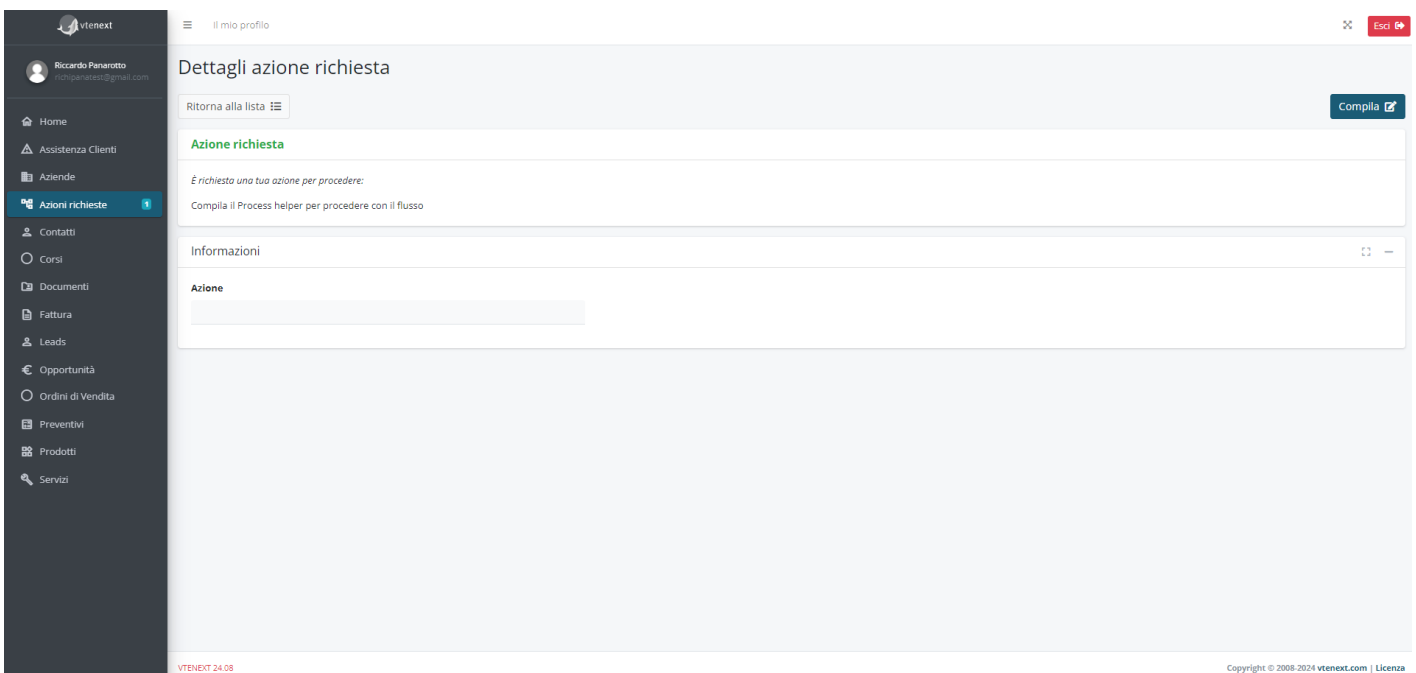 vtenext
Il mio profilo
Esci
Riccardo Panarotto
richipanatest@gmail.com
Dettagli azione richiesta
Ritorna alla lista
Compila
Home
Assistenza Clienti
Aziende
Azioni richieste 1
Contatti
Corsi
Documenti
Fattura
Leads
Opportunità
Ordini di Vendita
Preventivi
Prodotti
Servizi
Azione richiesta
È richiesta una tua azione per procedere:
Compila il Process helper per procedere con il flusso
Informazioni
Azione
VTENEXT 24.08
Copyright © 2008-2024 vtenext.com | Licenza